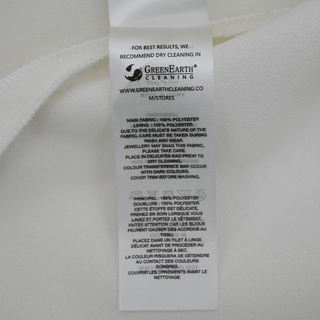 FOR BEST RESULTS, WE
RECOMMEND DRY CLEANING IN
GREENEARTH®
CLEANING
WWW.GREENEARTHCLEANING.CO
M/STORES
MAIN FABRIC: 100% POLYESTER
LINING: 100% POLYESTER
DUE TO THE DELICATE NATURE OF THE
FABRIC, CARE MUST BE TAKEN DURING
WASH AND WEAR.
JEWELLERY MAY SNAG THIS FABRIC,
PLEASE TAKE CARE.
PLACE IN DELICATES BAG PRIOR TO
DRY CLEANING.
COLOUR TRANSFERENCE MAY OCCUR
WITH DARK COLOURS.
COVER TRIM BEFORE WASHING.
PRINCIPAL: 100% POLYESTER
DOUBLURE: 100% POLYESTER
CETTE ÉTOFFE EST DÉLICATE,
PRENEZ-EN SOIN LORSQUE VOUS
LAVEZ ET PORTEZ LE VÊTEMENT.
FAITES ATTENTION CAR LES BIJOUX
PEUVENT CAUSER DES ACCROCS AU
TISSU.
PLACEZ DANS UN FILET À LINGE
DÉLICAT AVANT DE PROCÉDER AU
NETTOYAGE À SEC.
LA COULEUR RISQUERA DE DÉTEINDRE
AU CONTACT DES COULEURS
SOMBRES.
COUVRIR LES ORNEMENTS AVANT LE
NETTOYAGE.